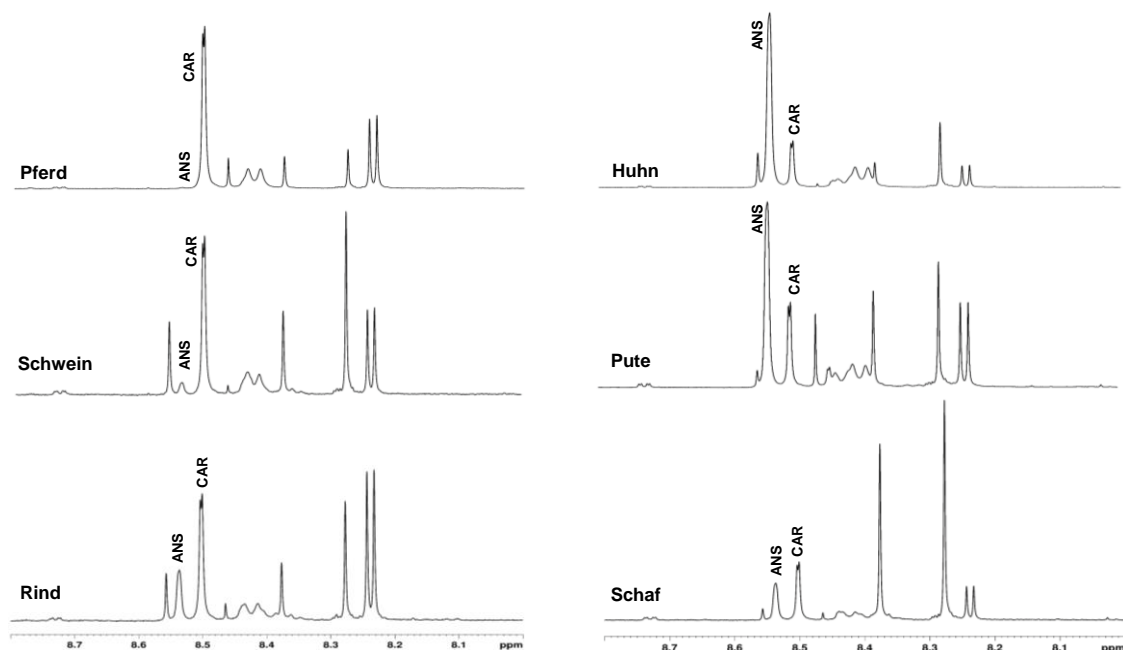 CAR
ANS
Pferd
CAR
ANS
Schwein
CAR
ANS
Rind
8.7 8.6 8.5 8.4 8.3 8.2 8.1 ppm
ANS
CAR
Huhn
ANS
CAR
Pute
ANS
CAR
Schaf
8.7 8.6 8.5 8.4 8.3 8.2 8.1 ppm